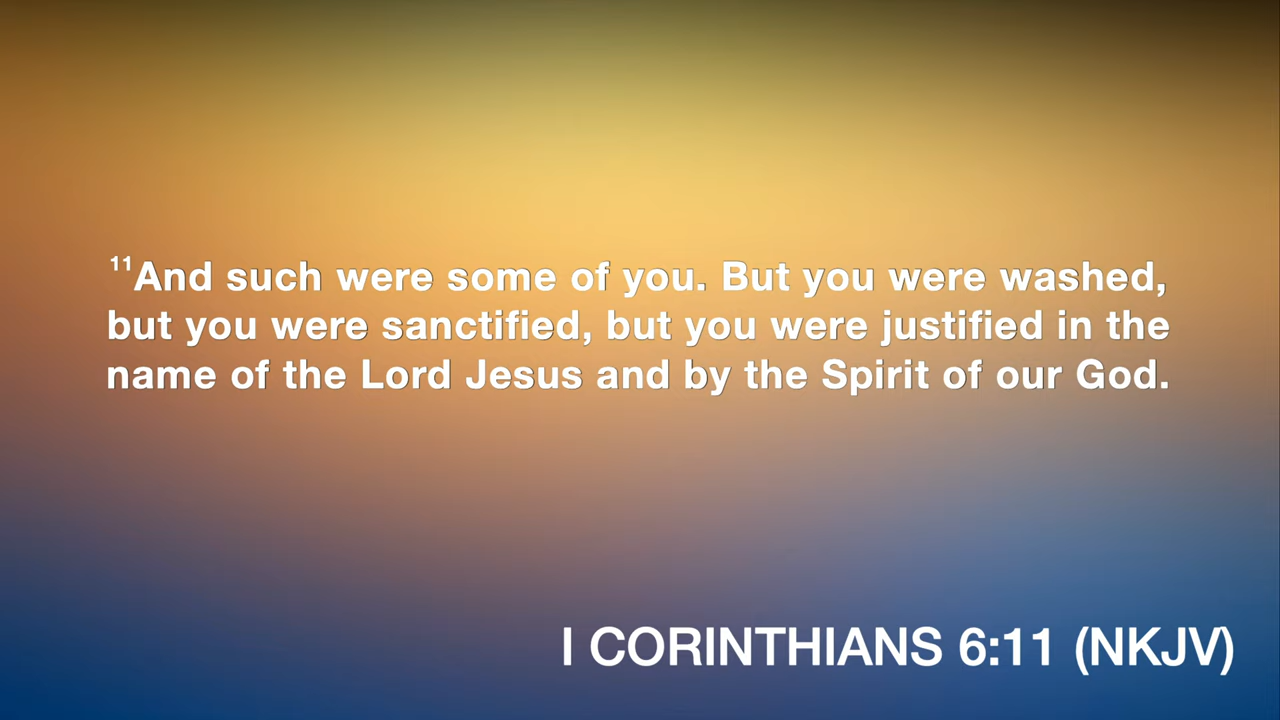 ¹¹And such were some of you. But you were washed,
but you were sanctified, but you were justified in the
name of the Lord Jesus and by the Spirit of our God.
I CORINTHIANS 6:11 (NKJV)